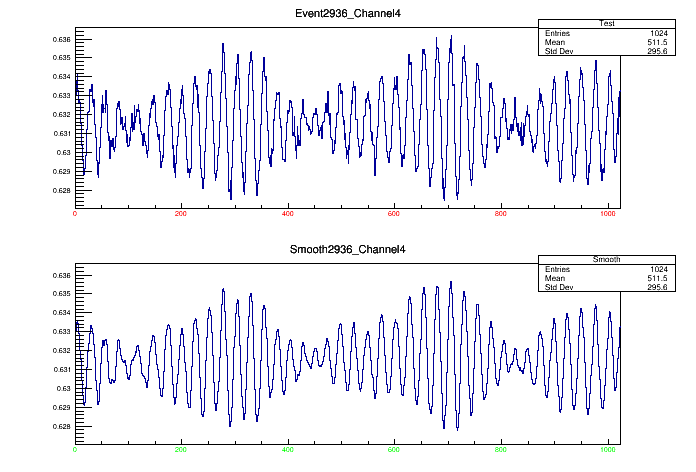 Event2936_Channel4
Test
Entries 1024
Mean 511.5
Std Dev 295.6
0.636
0.635
0.634
0.633
0.632
0.631
0.63
0.629
0.628
0 200 400 600 800 1000
Smooth2936_Channel4
Smooth
Entries 1024
Mean 511.5
Std Dev 295.6
0.636
0.635
0.634
0.633
0.632
0.631
0.63
0.629
0.628
0 200 400 600 800 1000